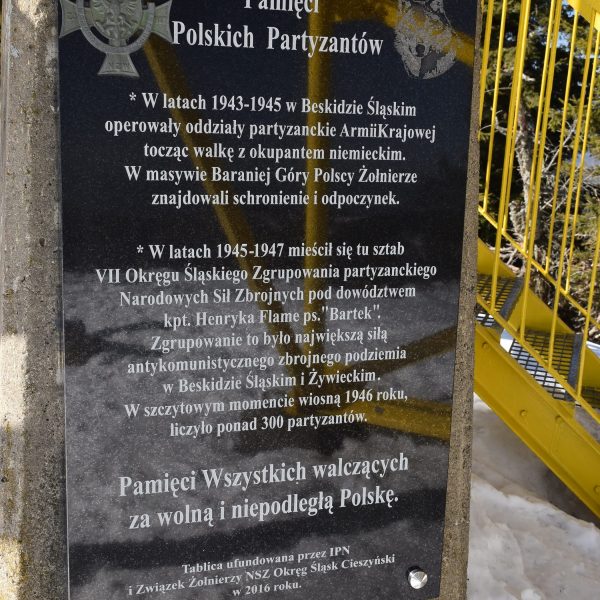 Pamięci
Polskich Partyzantów
* W latach 1943-1945 w Beskidzie Śląskim
operowały oddziały partyzanckie ArmiiKrajowej
tocząc walkę z okupantem niemieckim.
W masywie Baraniej Góry Polscy Żołnierze
znajdowali schronienie i odpoczynek.
* W latach 1945-1947 mieścił się tu sztab
VII Okręgu Śląskiego Zgrupowania partyzanckiego
Narodowych Sił Zbrojnych pod dowództwem
kpt. Henryka Flame ps."Bartek".
Zgrupowanie to było największą siłą
antykomunistycznego zbrojnego podziemia
w Beskidzie Śląskim i Żywieckim.
W szczytowym momencie wiosną 1946 roku,
liczyło ponad 300 partyzantów.
Pamięci Wszystkich walczących
za wolną i niepodległą Polskę.
Tablica ufundowana przez IPN
i Związek Żołnierzy NSZ Okręg Śląsk Cieszyński
w 2016 roku.